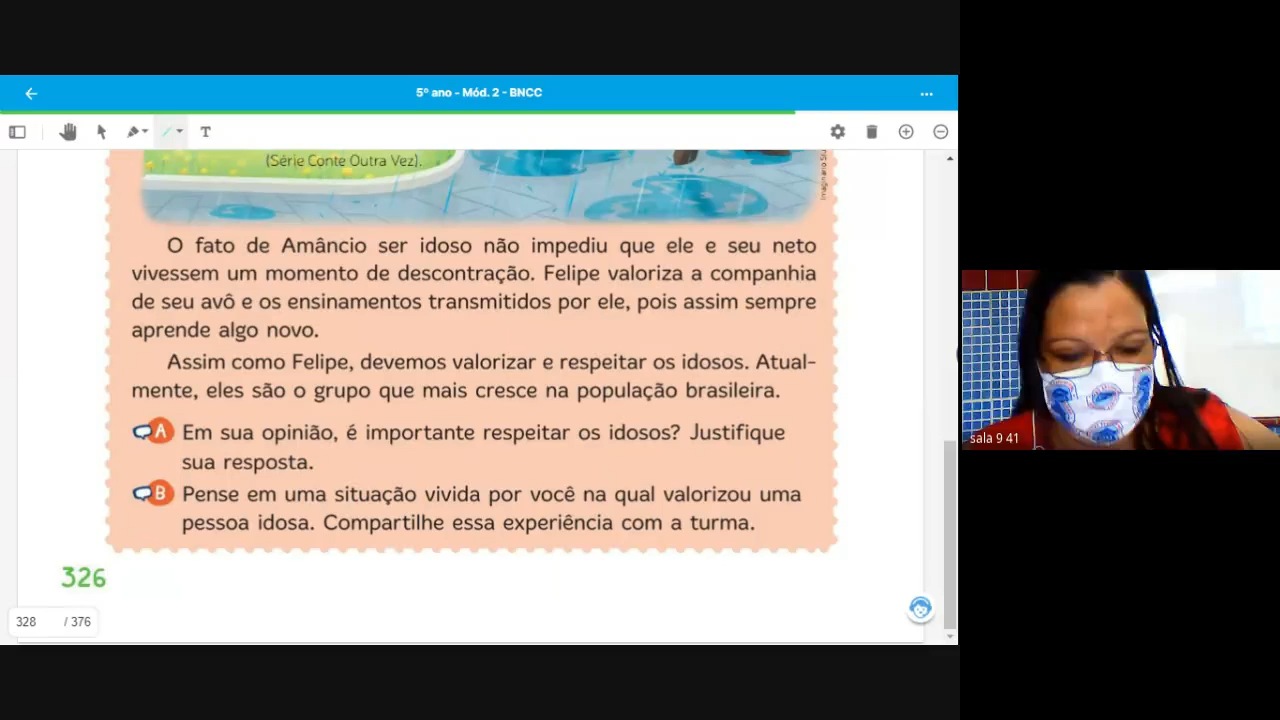 5º ano - Mód. 2 - BNCC
T
(Série Conte Outra Vez).
O fato de Amâncio ser idoso não impediu que ele e seu neto
vivessem um momento de descontração. Felipe valoriza a companhia
de seu avô e os ensinamentos transmitidos por ele, pois assim sempre
aprende algo novo.
Assim como Felipe, devemos valorizar e respeitar os idosos. Atual-
mente, eles são o grupo que mais cresce na população brasileira.
A Em sua opinião, é importante respeitar os idosos? Justifique
sua resposta.
B Pense em uma situação vivida por você na qual valorizou uma
pessoa idosa. Compartilhe essa experiência com a turma.
326
328 / 376
sala 9 41